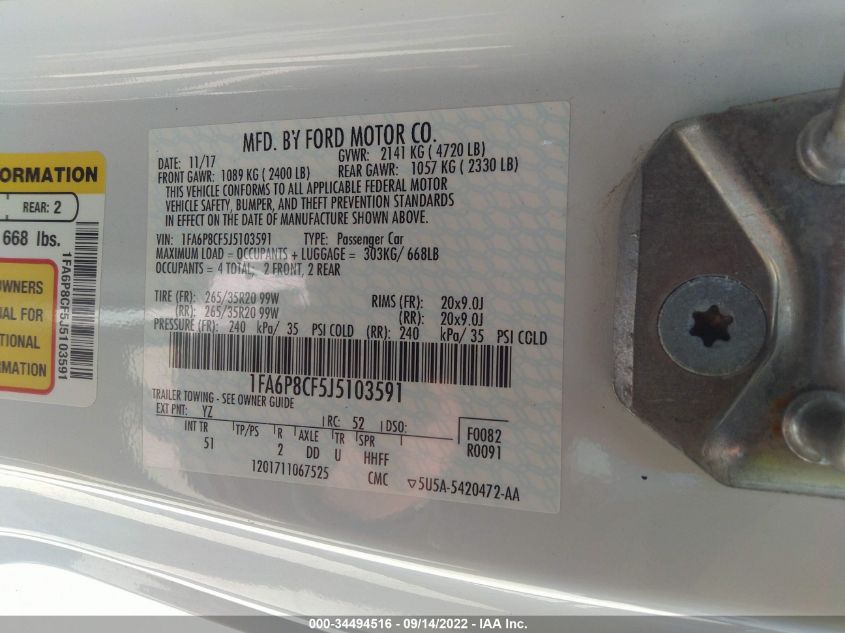 ORMATION
REAR: 2
668 lbs.
1FA6P8CF5J5103591
OWNERS
UAL FOR
TIONAL
RMATION
MFD. BY FORD MOTOR CO.
DATE: 11/17 GVWR: 2141 KG ( 4720 LB)
FRONT GAWR: 1089 KG ( 2400 LB) REAR GAWR: 1057 KG ( 2330 LB)
THIS VEHICLE CONFORMS TO ALL APPLICABLE FEDERAL MOTOR
VEHICLE SAFETY, BUMPER, AND THEFT PREVENTION STANDARDS
IN EFFECT ON THE DATE OF MANUFACTURE SHOWN ABOVE.
VIN: 1FA6P8CF5J5103591 TYPE: Passenger Car
MAXIMUM LOAD = OCCUPANTS + LUGGAGE = 303KG/ 668LB
OCCUPANTS = 4 TOTAL, 2 FRONT, 2 REAR
TIRE (FR): 265/35R20 99W RIMS (FR): 20x9.0J
(RR): 265/35R20 99W (RR): 20x9.0J
PRESSURE (FR): 240 kPa/ 35 PSI COLD (RR): 240 kPa/ 35 PSI COLD
1FA6P8CF5J5103591
TRAILER TOWING - SEE OWNER GUIDE
EXT PNT: YZ RC: 52 DSO: F0082
INT TR TP/PS R AXLE TR SPR R0091
51 2 DD U HHFF
1201711067525 CMC ▽5U5A-5420472-AA
000-34494516 - 09/14/2022 - IAA Inc.